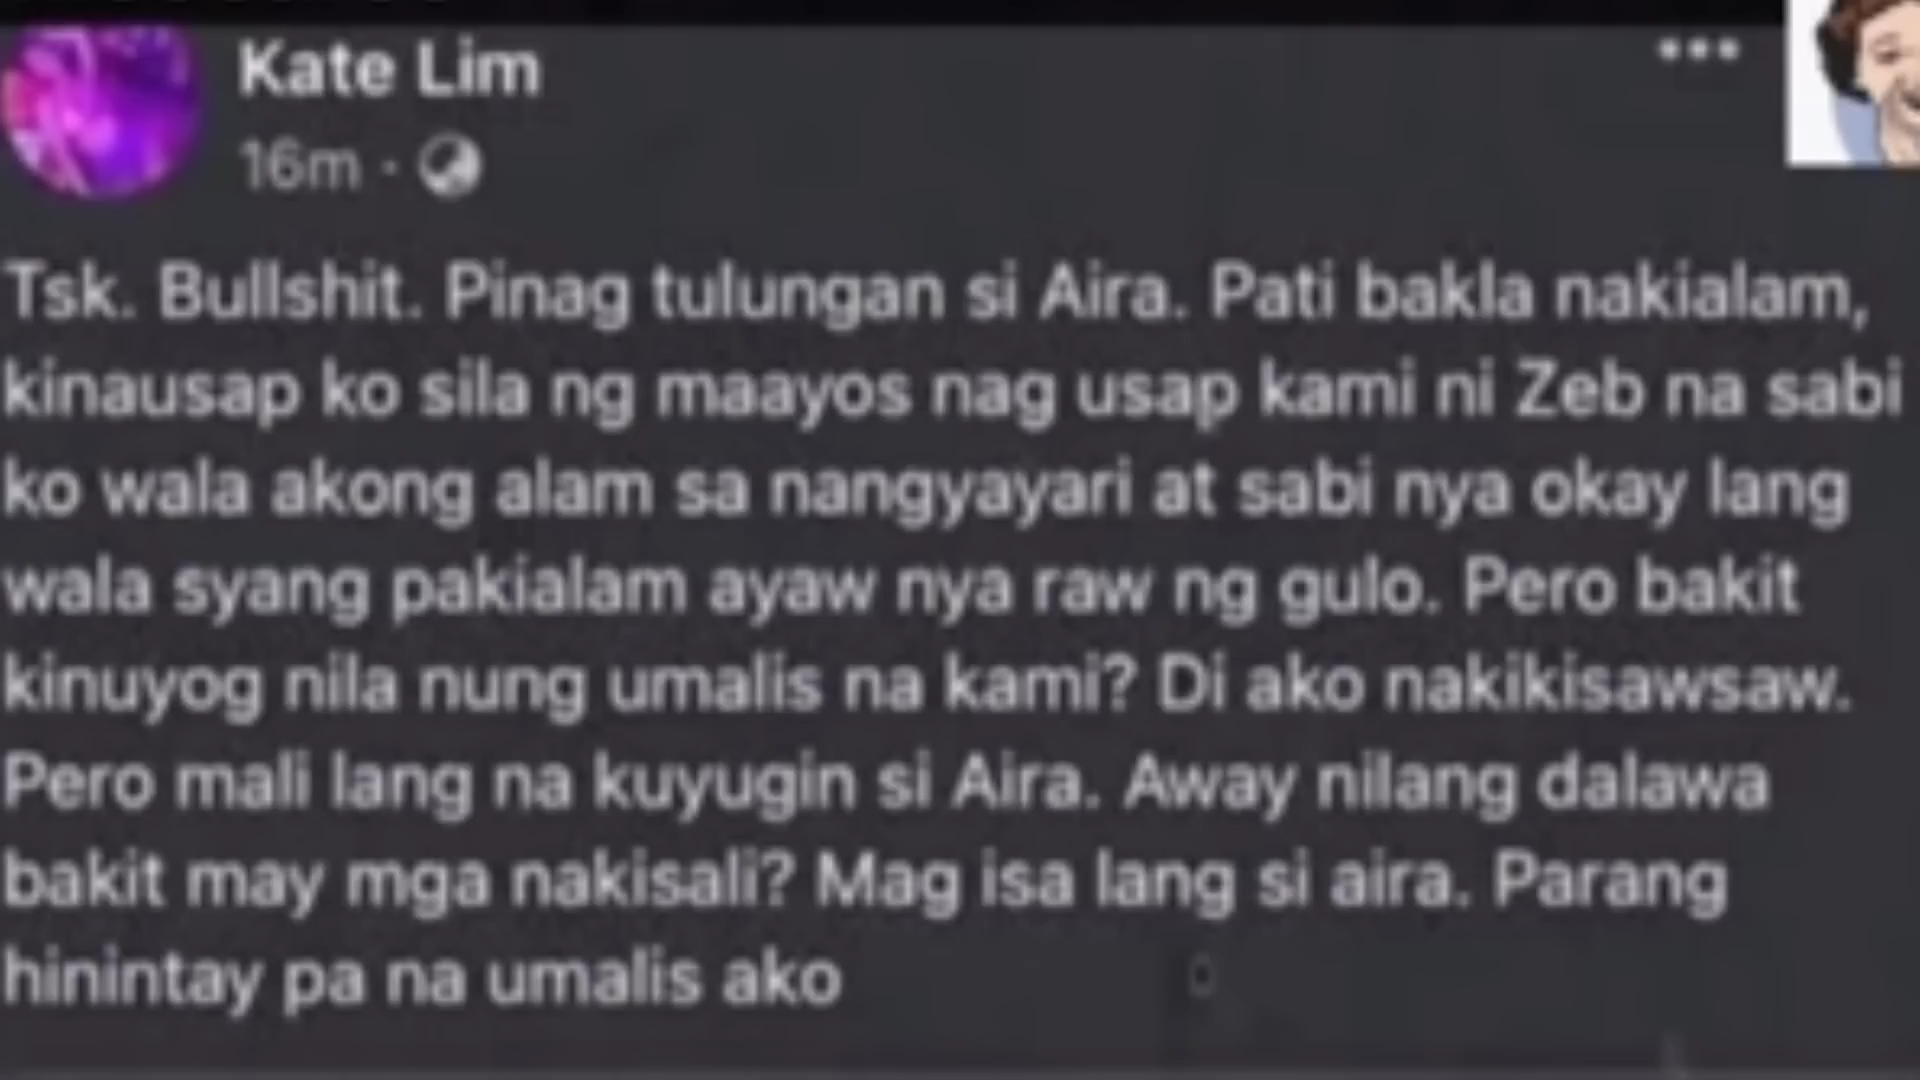 Kate Lim
16m ·
Tsk. Bullshit. Pinag tulungan si Aira. Pati bakla nakialam,
kinausap ko sila ng maayos nag usap kami ni Zeb na sabi
ko wala akong alam sa nangyayari at sabi nya okay lang
wala syang pakialam ayaw nya raw ng gulo. Pero bakit
kinuyog nila nung umalis na kami? Di ako nakikisawsaw.
Pero mali lang na kuyugin si Aira. Away nilang dalawa
bakit may mga nakisali? Mag isa lang si aira. Parang
hinintay pa na umalis ako